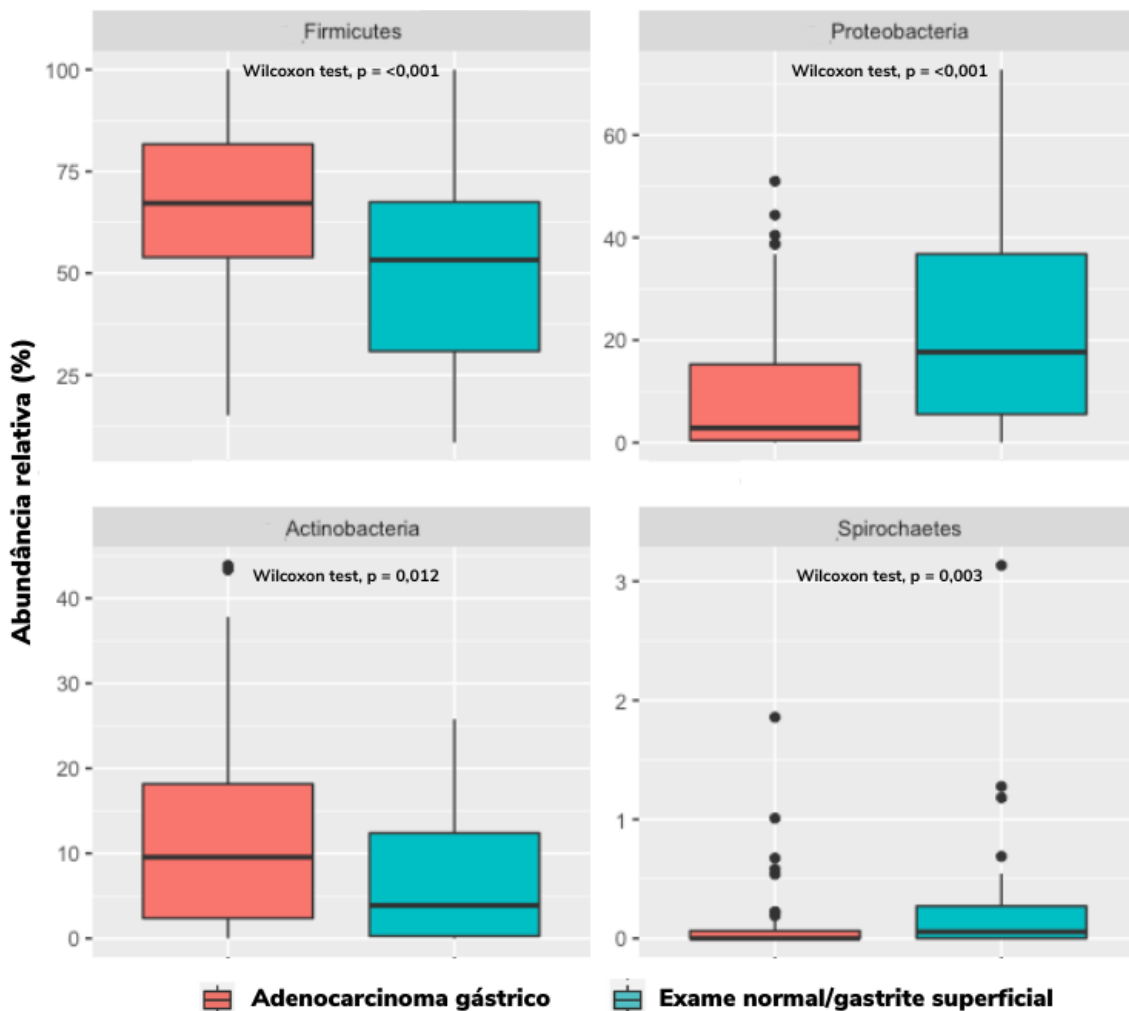 Firmicutes
Proteobacteria
Wilcoxon test, p = <0,001
Wilcoxon test, p = <0,001
100
75
50
25
60
40
20
0
Abundância relativa (%)
Actinobacteria
Spirochaetes
Wilcoxon test, p = 0,012
Wilcoxon test, p = 0,003
40
30
20
10
0
3
2
1
0
Adenocarcinoma gástrico
Exame normal/gastrite superficial